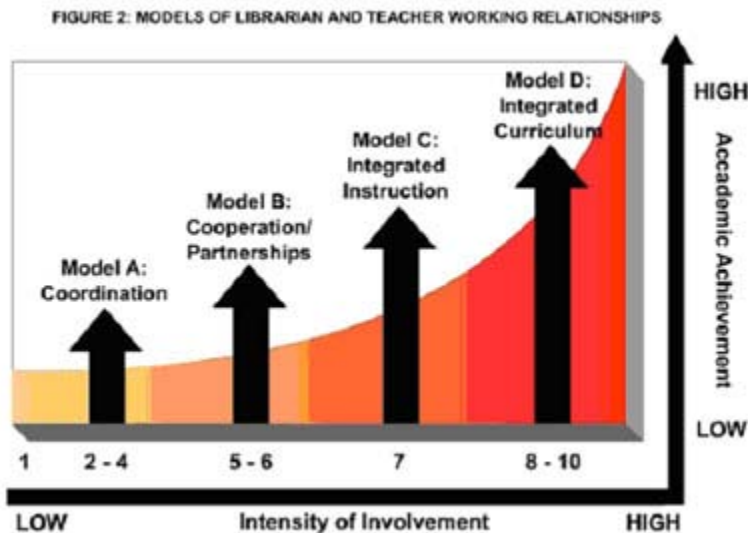 FIGURE 2: MODELS OF LIBRARIAN AND TEACHER WORKING RELATIONSHIPS
Model D:
Integrated
Curriculum
Model C:
Integrated
Instruction
Model B:
Cooperation/
Partnerships
Model A:
Coordination
HIGH
Accademic Achievement
LOW
1
2 - 4
5 - 6
7
8 - 10
LOW
Intensity of Involvement
HIGH